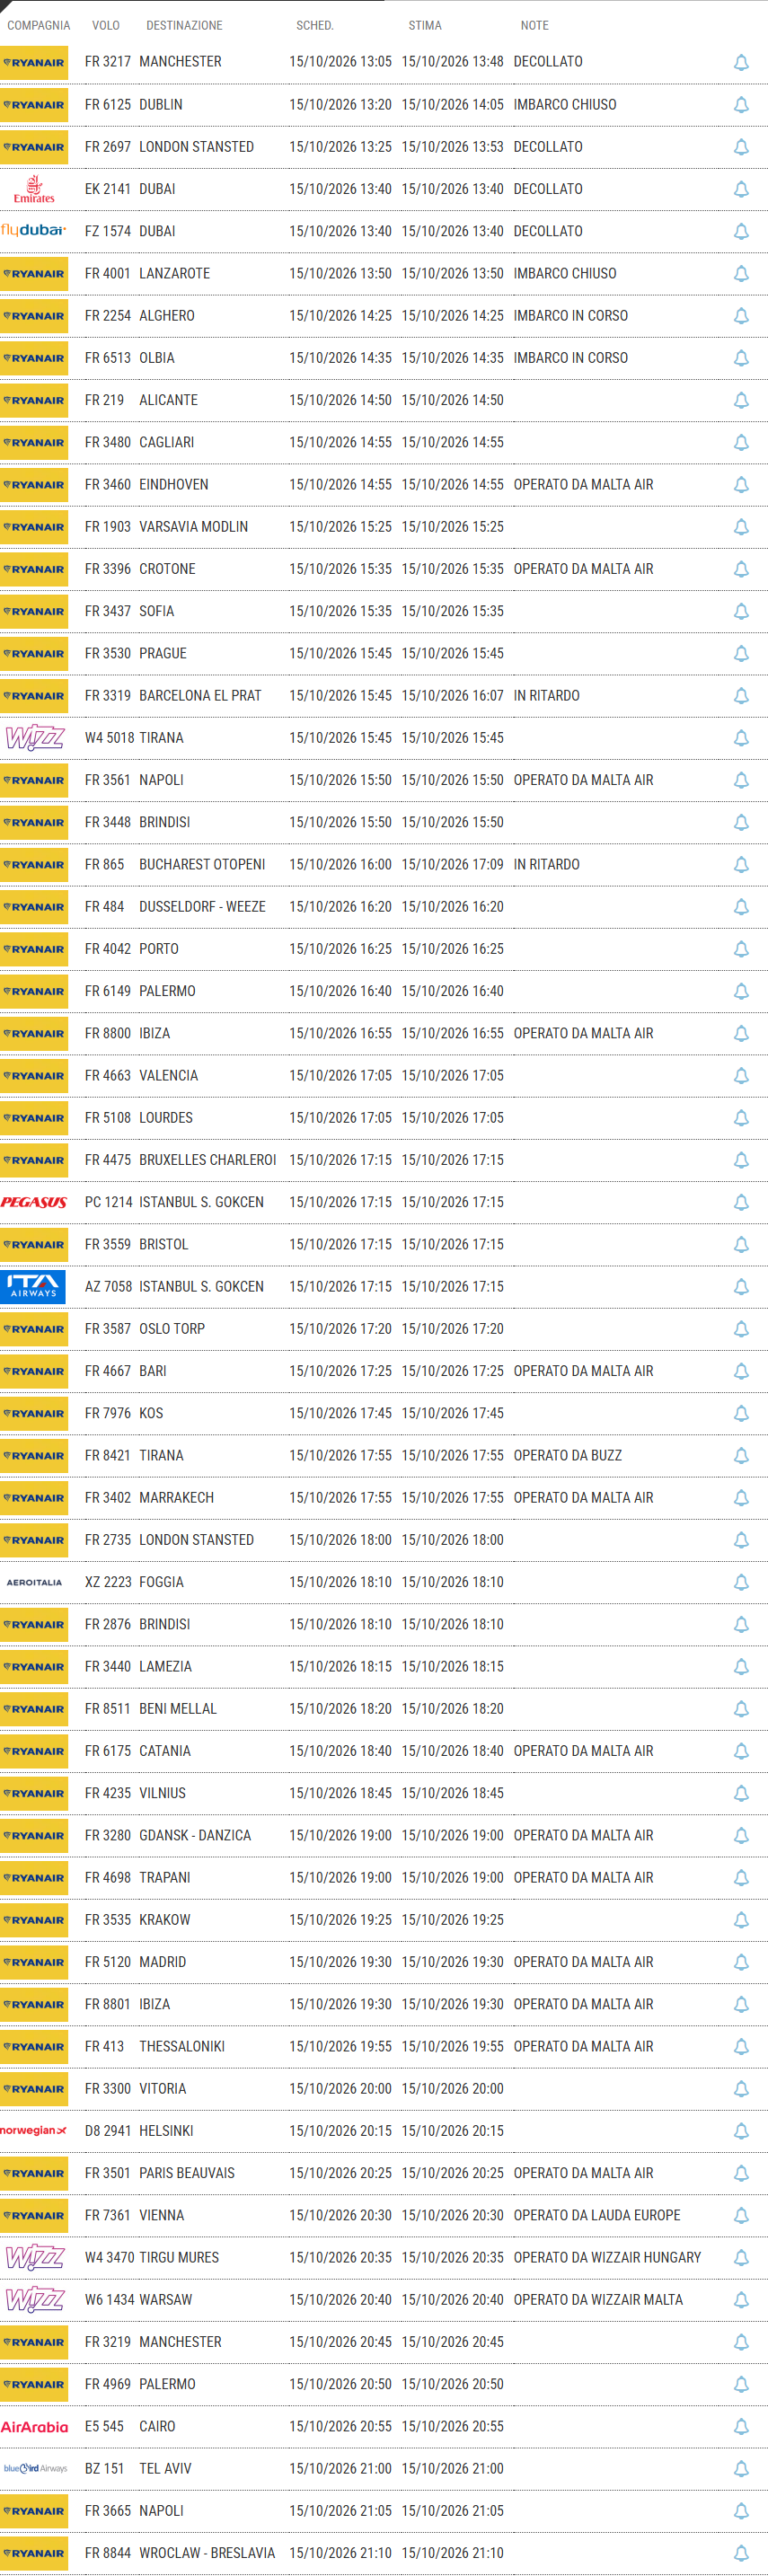 COMPAGNIA VOLO DESTINAZIONE SCHED. STIMA NOTE
RYANAIR FR 3217 MANCHESTER 15/10/2026 13:05 15/10/2026 13:48 DECOLLATO
RYANAIR FR 6125 DUBLIN 15/10/2026 13:20 15/10/2026 14:05 IMBARCO CHIUSO
RYANAIR FR 2697 LONDON STANSTED 15/10/2026 13:25 15/10/2026 13:53 DECOLLATO
Emirates EK 2141 DUBAI 15/10/2026 13:40 15/10/2026 13:40 DECOLLATO
flydubai FZ 1574 DUBAI 15/10/2026 13:40 15/10/2026 13:40 DECOLLATO
RYANAIR FR 4001 LANZAROTE 15/10/2026 13:50 15/10/2026 13:50 IMBARCO CHIUSO
RYANAIR FR 2254 ALGHERO 15/10/2026 14:25 15/10/2026 14:25 IMBARCO IN CORSO
RYANAIR FR 6513 OLBIA 15/10/2026 14:35 15/10/2026 14:35 IMBARCO IN CORSO
RYANAIR FR 219 ALICANTE 15/10/2026 14:50 15/10/2026 14:50
RYANAIR FR 3480 CAGLIARI 15/10/2026 14:55 15/10/2026 14:55
RYANAIR FR 3460 EINDHOVEN 15/10/2026 14:55 15/10/2026 14:55 OPERATO DA MALTA AIR
RYANAIR FR 1903 VARSAVIA MODLIN 15/10/2026 15:25 15/10/2026 15:25
RYANAIR FR 3396 CROTONE 15/10/2026 15:35 15/10/2026 15:35 OPERATO DA MALTA AIR
RYANAIR FR 3437 SOFIA 15/10/2026 15:35 15/10/2026 15:35
RYANAIR FR 3530 PRAGUE 15/10/2026 15:45 15/10/2026 15:45
RYANAIR FR 3319 BARCELONA EL PRAT 15/10/2026 15:45 15/10/2026 16:07 IN RITARDO
WIZZ W4 5018 TIRANA 15/10/2026 15:45 15/10/2026 15:45
RYANAIR FR 3561 NAPOLI 15/10/2026 15:50 15/10/2026 15:50 OPERATO DA MALTA AIR
RYANAIR FR 3448 BRINDISI 15/10/2026 15:50 15/10/2026 15:50
RYANAIR FR 865 BUCHAREST OTOPENI 15/10/2026 16:00 15/10/2026 17:09 IN RITARDO
RYANAIR FR 484 DUSSELDORF - WEEZE 15/10/2026 16:20 15/10/2026 16:20
RYANAIR FR 4042 PORTO 15/10/2026 16:25 15/10/2026 16:25
RYANAIR FR 6149 PALERMO 15/10/2026 16:40 15/10/2026 16:40
RYANAIR FR 8800 IBIZA 15/10/2026 16:55 15/10/2026 16:55 OPERATO DA MALTA AIR
RYANAIR FR 4663 VALENCIA 15/10/2026 17:05 15/10/2026 17:05
RYANAIR FR 5108 LOURDES 15/10/2026 17:05 15/10/2026 17:05
RYANAIR FR 4475 BRUXELLES CHARLEROI 15/10/2026 17:15 15/10/2026 17:15
PEGASUS PC 1214 ISTANBUL S. GOKCEN 15/10/2026 17:15 15/10/2026 17:15
RYANAIR FR 3559 BRISTOL 15/10/2026 17:15 15/10/2026 17:15
ITA AIRWAYS AZ 7058 ISTANBUL S. GOKCEN 15/10/2026 17:15 15/10/2026 17:15
RYANAIR FR 3587 OSLO TORP 15/10/2026 17:20 15/10/2026 17:20
RYANAIR FR 4667 BARI 15/10/2026 17:25 15/10/2026 17:25 OPERATO DA MALTA AIR
RYANAIR FR 7976 KOS 15/10/2026 17:45 15/10/2026 17:45
RYANAIR FR 8421 TIRANA 15/10/2026 17:55 15/10/2026 17:55 OPERATO DA BUZZ
RYANAIR FR 3402 MARRAKECH 15/10/2026 17:55 15/10/2026 17:55 OPERATO DA MALTA AIR
RYANAIR FR 2735 LONDON STANSTED 15/10/2026 18:00 15/10/2026 18:00
AEROITALIA XZ 2223 FOGGIA 15/10/2026 18:10 15/10/2026 18:10
RYANAIR FR 2876 BRINDISI 15/10/2026 18:10 15/10/2026 18:10
RYANAIR FR 3440 LAMEZIA 15/10/2026 18:15 15/10/2026 18:15
RYANAIR FR 8511 BENI MELLAL 15/10/2026 18:20 15/10/2026 18:20
RYANAIR FR 6175 CATANIA 15/10/2026 18:40 15/10/2026 18:40 OPERATO DA MALTA AIR
RYANAIR FR 4235 VILNIUS 15/10/2026 18:45 15/10/2026 18:45
RYANAIR FR 3280 GDANSK - DANZICA 15/10/2026 19:00 15/10/2026 19:00 OPERATO DA MALTA AIR
RYANAIR FR 4698 TRAPANI 15/10/2026 19:00 15/10/2026 19:00 OPERATO DA MALTA AIR
RYANAIR FR 3535 KRAKOW 15/10/2026 19:25 15/10/2026 19:25
RYANAIR FR 5120 MADRID 15/10/2026 19:30 15/10/2026 19:30 OPERATO DA MALTA AIR
RYANAIR FR 8801 IBIZA 15/10/2026 19:30 15/10/2026 19:30 OPERATO DA MALTA AIR
RYANAIR FR 413 THESSALONIKI 15/10/2026 19:55 15/10/2026 19:55 OPERATO DA MALTA AIR
RYANAIR FR 3300 VITORIA 15/10/2026 20:00 15/10/2026 20:00
norwegian D8 2941 HELSINKI 15/10/2026 20:15 15/10/2026 20:15
RYANAIR FR 3501 PARIS BEAUVAIS 15/10/2026 20:25 15/10/2026 20:25 OPERATO DA MALTA AIR
RYANAIR FR 7361 VIENNA 15/10/2026 20:30 15/10/2026 20:30 OPERATO DA LAUDA EUROPE
WIZZ W4 3470 TIRGU MURES 15/10/2026 20:35 15/10/2026 20:35 OPERATO DA WIZZAIR HUNGARY
WIZZ W6 1434 WARSAW 15/10/2026 20:40 15/10/2026 20:40 OPERATO DA WIZZAIR MALTA
RYANAIR FR 3219 MANCHESTER 15/10/2026 20:45 15/10/2026 20:45
RYANAIR FR 4969 PALERMO 15/10/2026 20:50 15/10/2026 20:50
AirArabia E5 545 CAIRO 15/10/2026 20:55 15/10/2026 20:55
blueBird Airways BZ 151 TEL AVIV 15/10/2026 21:00 15/10/2026 21:00
RYANAIR FR 3665 NAPOLI 15/10/2026 21:05 15/10/2026 21:05
RYANAIR FR 8844 WROCLAW - BRESLAVIA 15/10/2026 21:10 15/10/2026 21:10